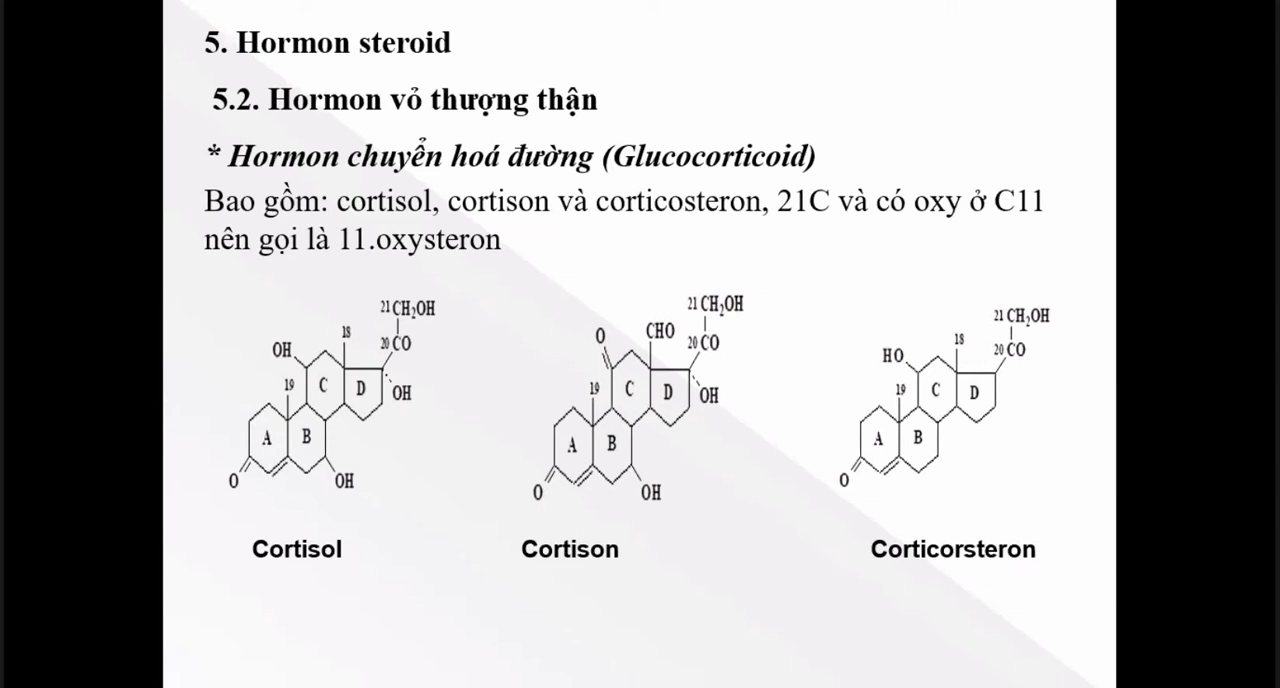 5. Hormon steroid
5.2. Hormon vỏ thượng thận
* Hormon chuyển hoá đường (Glucocorticoid)
Bao gồm: cortisol, cortison và corticosteron, 21C và có oxy ở C11
nên gọi là 11.oxysteron
21 CH2OH
18
20 CO
OH
19
C
D
OH
A
B
O
OH
21 CH2OH
O
CHO
20 CO
19
C
D
OH
A
B
O
OH
21 CH2OH
18
20 CO
HO
19
C
D
A
B
O
Cortisol
Cortison
Corticorsteron